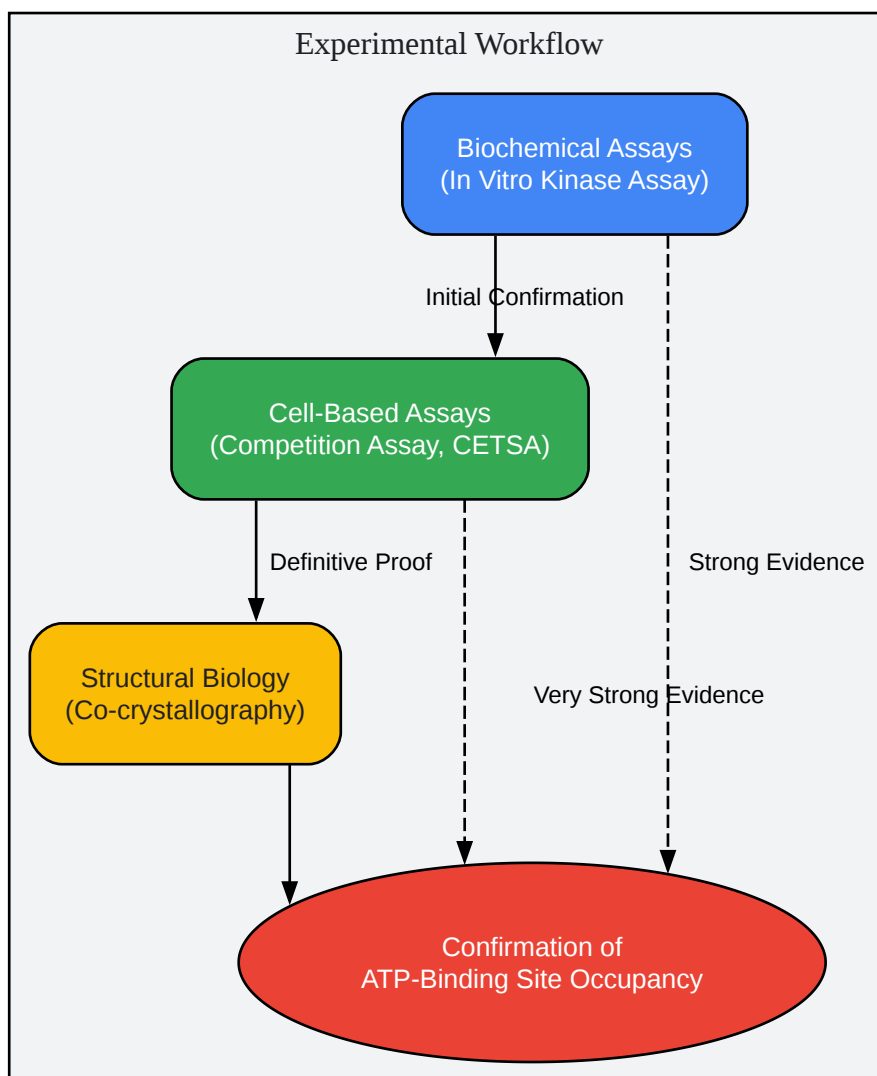 Experimental Workflow
Biochemical Assays
(In Vitro Kinase Assay)
Initial Confirmation
Cell-Based Assays
(Competition Assay, CETSA)
Definitive Proof
Strong Evidence
Structural Biology
(Co-crystallography)
Very Strong Evidence
Confirmation of
ATP-Binding Site Occupancy